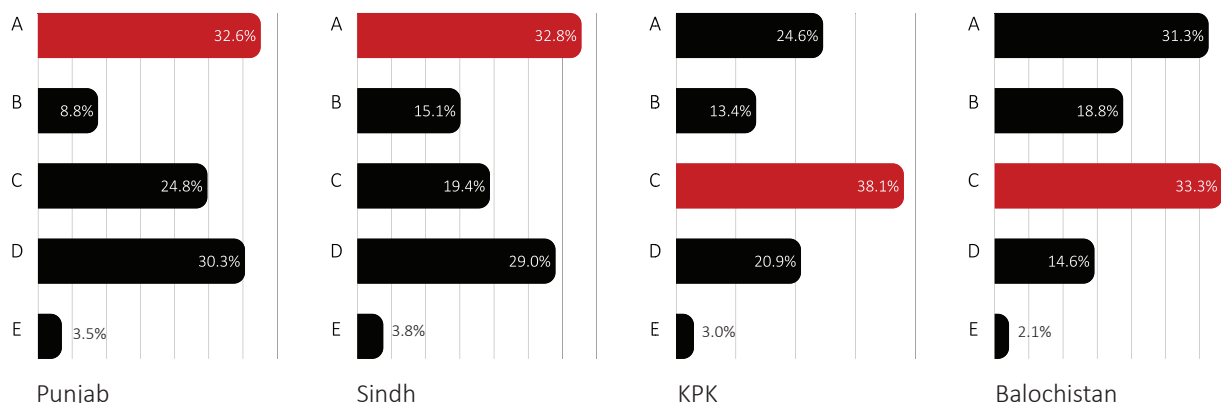 A 32.6%
B 8.8%
C 24.8%
D 30.3%
E 3.5%
Punjab
A 32.8%
B 15.1%
C 19.4%
D 29.0%
E 3.8%
Sindh
A 24.6%
B 13.4%
C 38.1%
D 20.9%
E 3.0%
KPK
A 31.3%
B 18.8%
C 33.3%
D 14.6%
E 2.1%
Balochistan